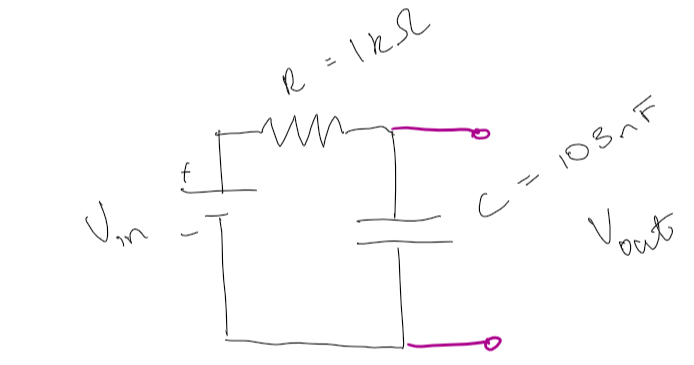 R = 1kΩ
+
Vin
-
C = 103nF
Vout